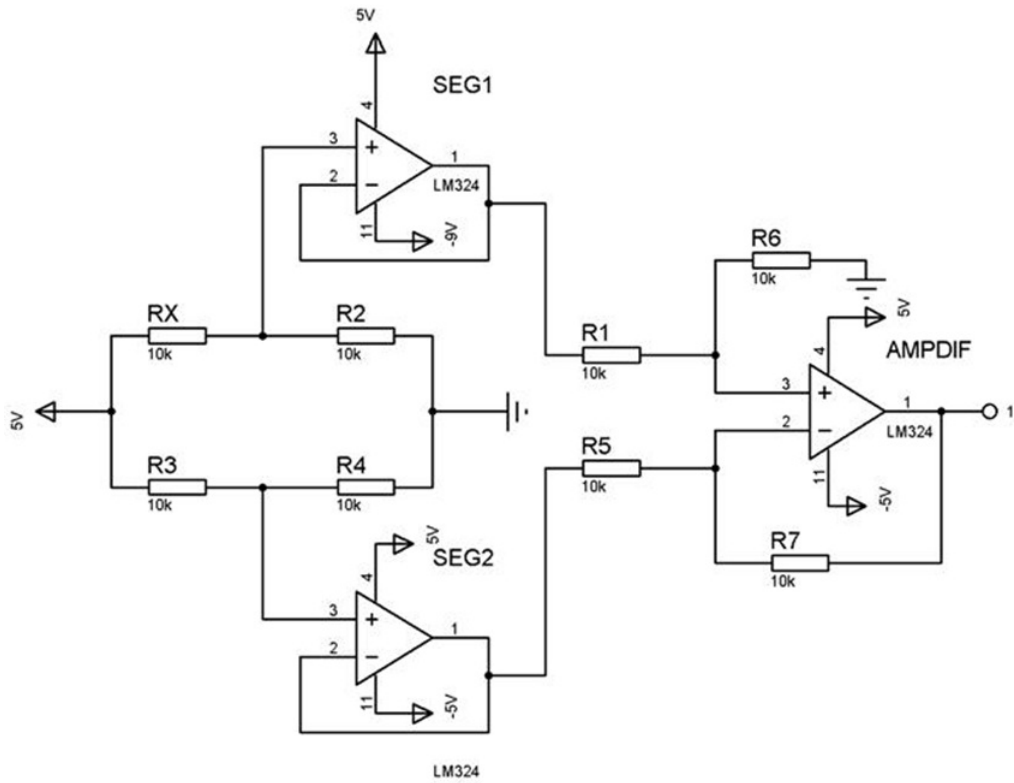 5V
SEG1
4
3
+
1
2
−
LM324
11
-9V
RX
10k
R2
10k
5V
R3
10k
R4
10k
5V
SEG2
4
3
+
1
2
−
11
-5V
LM324
R6
10k
5V
R1
10k
4
AMPDIF
3
+
1
1
2
−
LM324
R5
10k
11
-5V
R7
10k